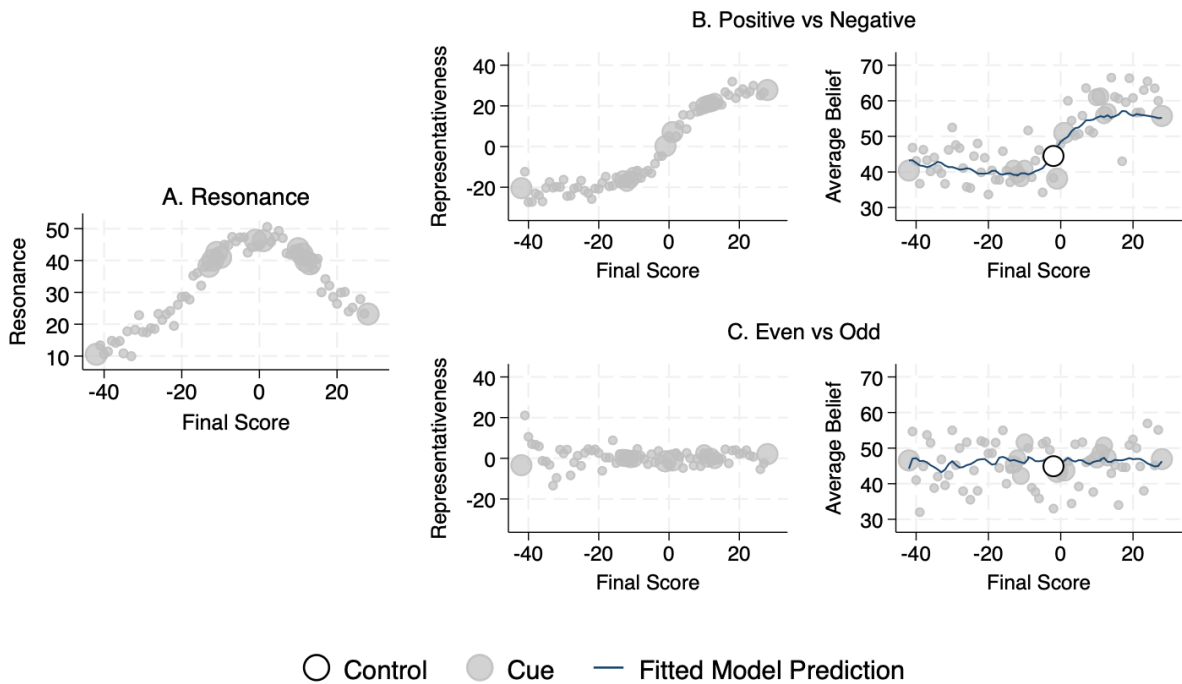 A. Resonance
Resonance
50
40
30
20
10
-40 -20 0 20
Final Score
B. Positive vs Negative
Representativeness
40
20
0
-20
-40 -20 0 20
Final Score
Average Belief
70
60
50
40
30
-40 -20 0 20
Final Score
C. Even vs Odd
Representativeness
40
20
0
-20
-40 -20 0 20
Final Score
Average Belief
70
60
50
40
30
-40 -20 0 20
Final Score
Control Cue Fitted Model Prediction